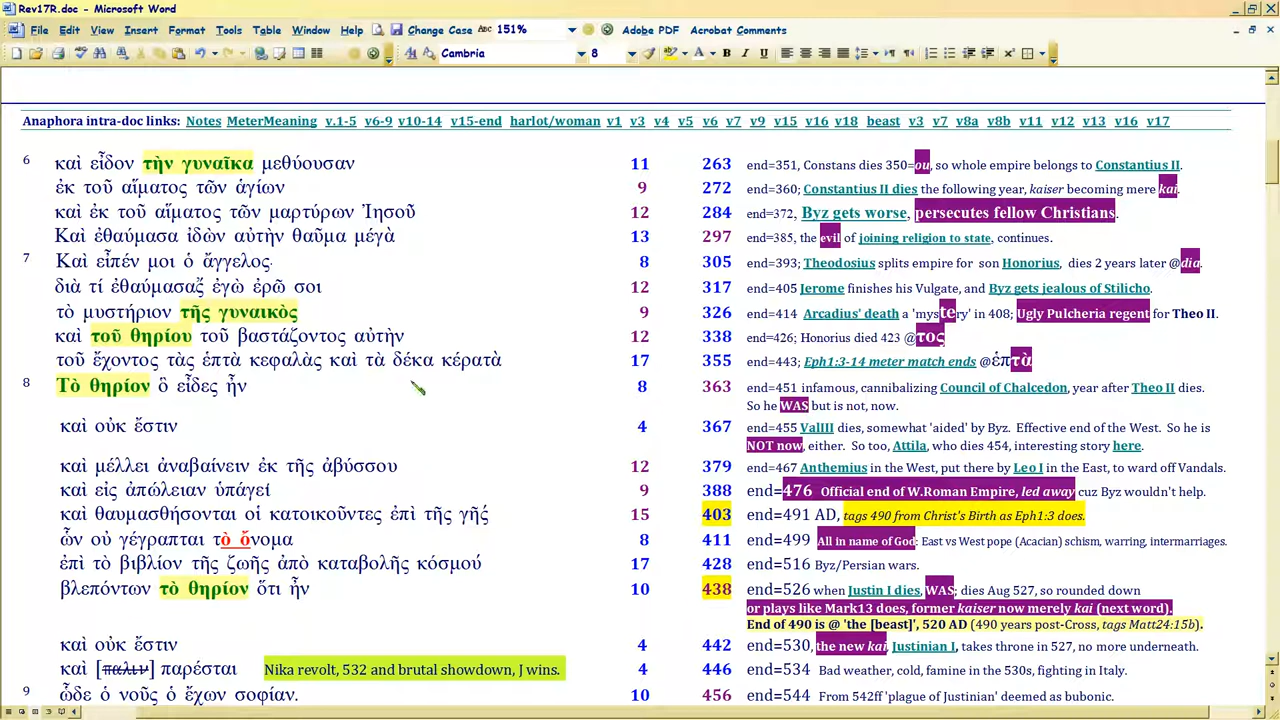 Rev17R.doc - Microsoft Word
File Edit View Insert Format Tools Table Window Help Change Case 151% Adobe PDF Acrobat Comments
Cambria 8
Anaphora intra-doc links: Notes MeterMeaning v.1-5 v6-9 v10-14 v15-end harlot/woman v1 v3 v4 v5 v6 v7 v9 v15 v16 v18 beast v3 v7 v8a v8b v11 v12 v13 v16 v17
6 καὶ εἶδον τὴν γυναῖκα μεθύουσαν 11 263 end=351, Constans dies 350=ou, so whole empire belongs to Constantius II.
ἐκ τοῦ αἵματος τῶν ἁγίων 9 272 end=360; Constantius II dies the following year, kaiser becoming mere kai.
καὶ ἐκ τοῦ αἵματος τῶν μαρτύρων Ἰησοῦ 12 284 end=372, Byz gets worse, persecutes fellow Christians.
Καὶ ἐθαύμασα ἰδὼν αὐτὴν θαῦμα μέγὰ 13 297 end=385, the evil of joining religion to state, continues.
7 Καὶ εἶπέν μοι ὁ ἄγγελος· 8 305 end=393; Theodosius splits empire for son Honorius, dies 2 years later @dia.
διὰ τί ἐθαύμασαξ ἐγὼ ἐρῶ σοι 12 317 end=405 Jerome finishes his Vulgate, and Byz gets jealous of Stilicho.
τὸ μυστήριον τῆς γυναικὸς 9 326 end=414 Arcadius' death a 'mystery' in 408; Ugly Pulcheria regent for Theo II.
καὶ τοῦ θηρίου τοῦ βαστάζοντος αὐτήν 12 338 end=426; Honorius died 423 @τος
τοῦ ἔχοντος τὰς ἑπτὰ κεφαλὰς καὶ τὰ δέκα κέρατὰ 17 355 end=443; Eph1:3-14 meter match ends @ἑπτὰ
8 Τὸ θηρίον ὃ εἶδες ἦν 8 363 end=451 infamous, cannibalizing Council of Chalcedon, year after Theo II dies.
So he WAS but is not, now.
καὶ οὐκ ἔστιν 4 367 end=455 ValIII dies, somewhat 'aided' by Byz. Effective end of the West. So he is
NOT now, either. So too, Attila, who dies 454, interesting story here.
καὶ μέλλει ἀναβαίνειν ἐκ τῆς ἀβύσσου 12 379 end=467 Anthemius in the West, put there by Leo I in the East, to ward off Vandals.
καὶ εἰς ἀπώλειαν ὑπάγεί 9 388 end=476 Official end of W.Roman Empire, led away cuz Byz wouldn't help.
καὶ θαυμασθήσονται οἱ κατοικοῦντες ἐπὶ τῆς γῆς 15 403 end=491 AD, tags 490 from Christ's Birth as Eph1:3 does.
ὧν οὐ γέγραπται τὸ ὄνομα 8 411 end=499 All in name of God: East vs West pope (Acacian) schism, warring, intermarriages.
ἐπὶ τὸ βιβλίον τῆς ζωῆς ἀπὸ καταβολῆς κόσμού 17 428 end=516 Byz/Persian wars.
βλεπόντων τὸ θηρίον ὅτι ἦν 10 438 end=526 when Justin I dies, WAS; dies Aug 527, so rounded down
or plays like Mark13 does, former kaiser now merely kai (next word).
End of 490 is @ 'the [beast]', 520 AD (490 years post-Cross, tags Matt24:15b).
καὶ οὐκ ἔστιν 4 442 end=530, the new kai, Justinian I, takes throne in 527, no more underneath.
καὶ [παλιν] παρέσται Nika revolt, 532 and brutal showdown, J wins. 4 446 end=534 Bad weather, cold, famine in the 530s, fighting in Italy.
9 ὧδε ὁ νοῦς ὁ ἔχων σοφίαν. 10 456 end=544 From 542ff 'plague of Justinian' deemed as bubonic.